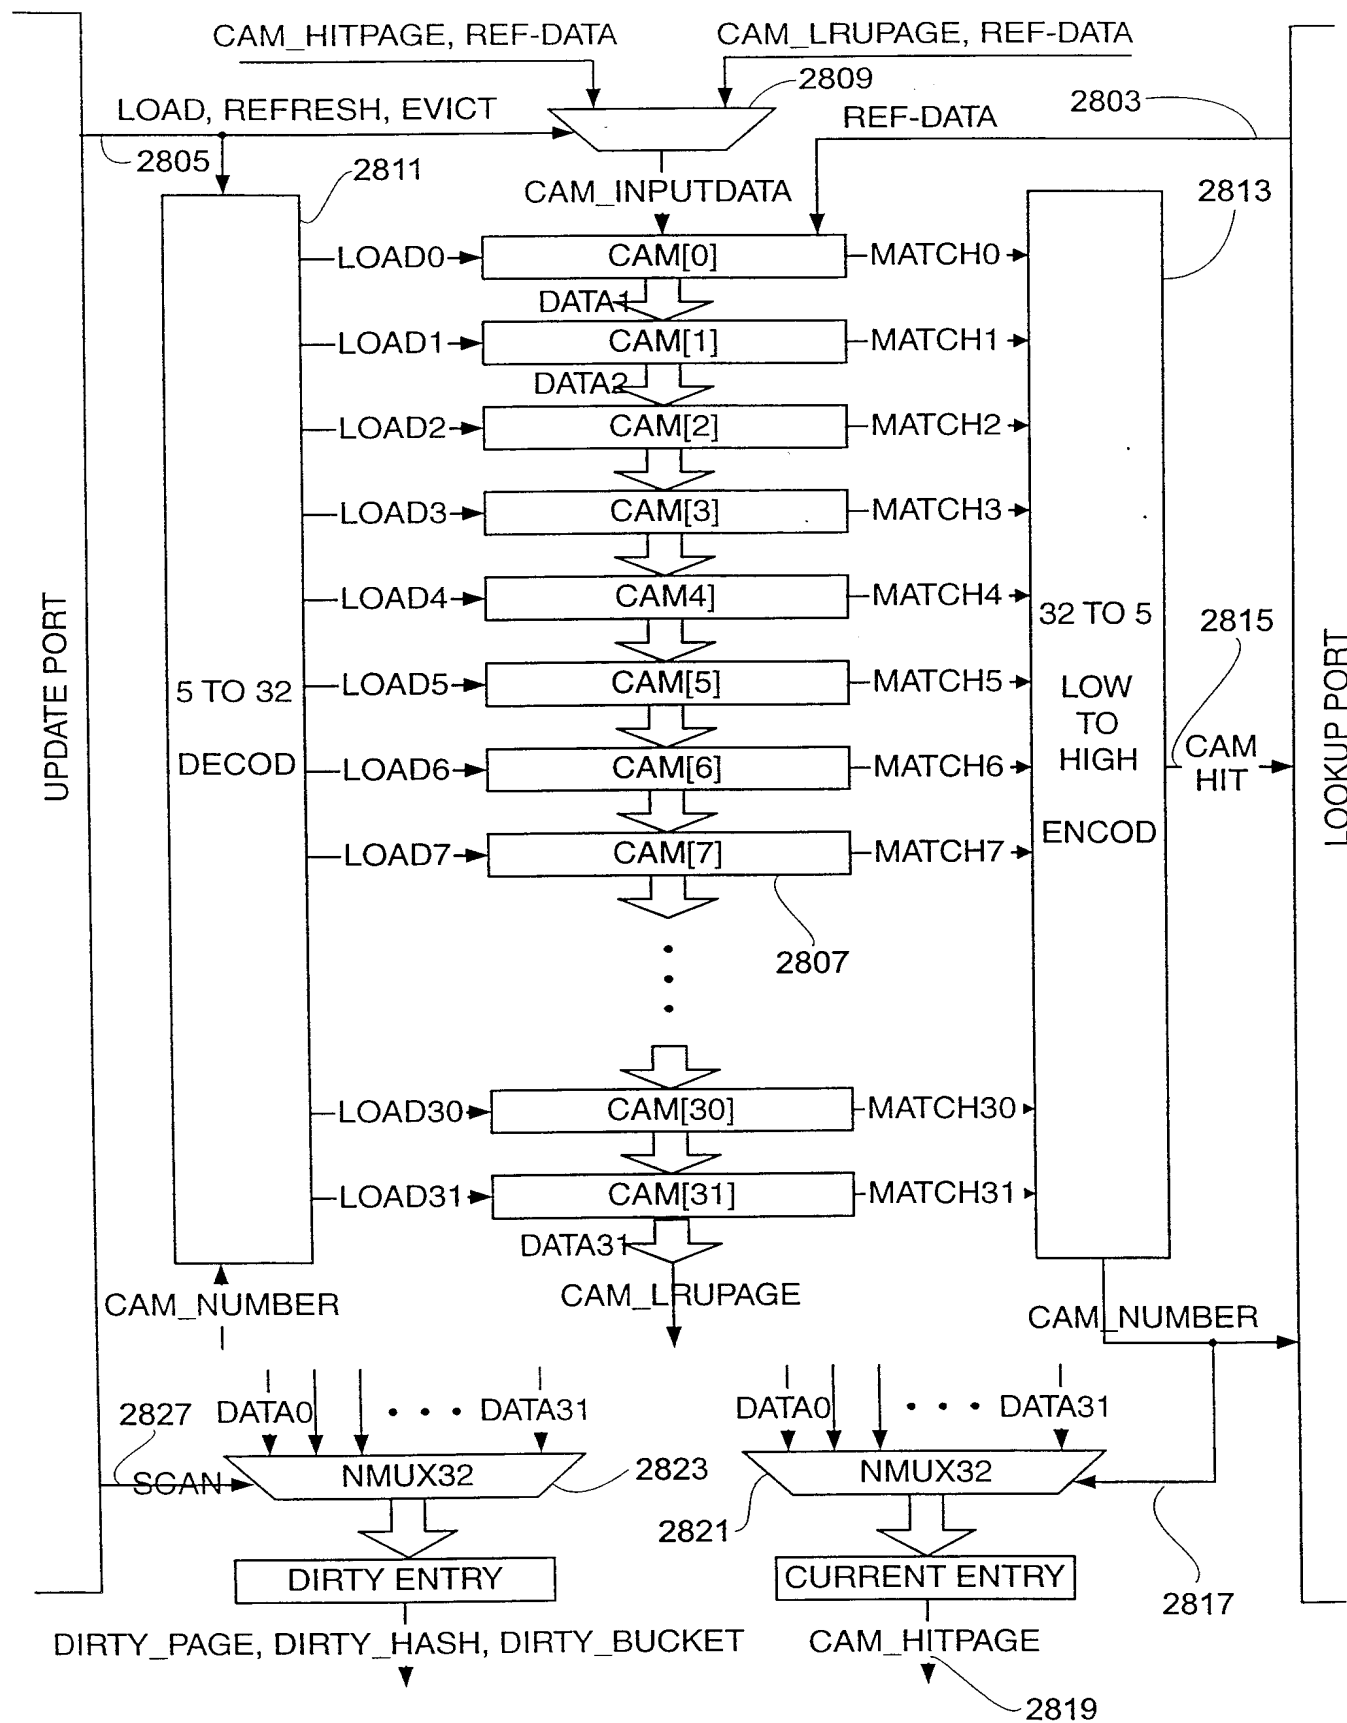 CAM_HITPAGE, REF-DATA
CAM_LRUPAGE, REF-DATA
2809
LOAD, REFRESH, EVICT
REF-DATA
2803
2805
2811
CAM_INPUTDATA
2813
LOAD0
CAM[0]
MATCH0
DATA1
LOAD1
CAM[1]
MATCH1
DATA2
LOAD2
CAM[2]
MATCH2
LOAD3
CAM[3]
MATCH3
LOAD4
CAM4]
MATCH4
LOAD5
CAM[5]
MATCH5
LOAD6
CAM[6]
MATCH6
LOAD7
CAM[7]
MATCH7
2807
UPDATE PORT
5 TO 32
DECOD
32 TO 5
LOW
TO
HIGH
ENCOD
2815
CAM
HIT
LOOKUP PORT
LOAD30
CAM[30]
MATCH30
LOAD31
CAM[31]
MATCH31
DATA31
CAM_NUMBER
CAM_LRUPAGE
CAM_NUMBER
2827
DATA0
DATA31
DATA0
DATA31
SCAN
NMUX32
2823
NMUX32
2821
2817
DIRTY ENTRY
CURRENT ENTRY
DIRTY_PAGE, DIRTY_HASH, DIRTY_BUCKET
CAM_HITPAGE
2819